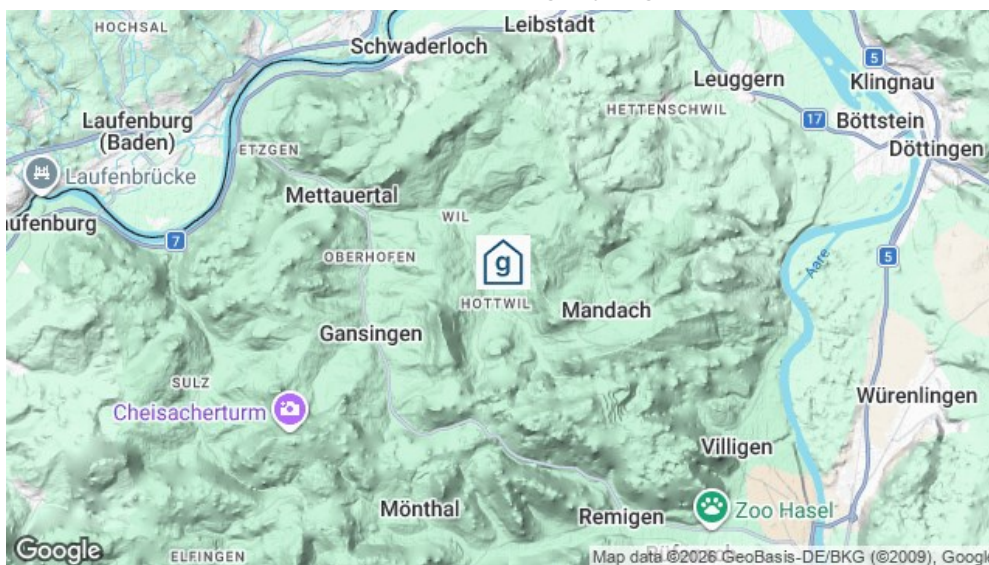 HOCHSAL
Leibstadt
Schwaderloch
5
Leuggern
Klingnau
HETTENSCHWIL
Laufenburg
(Baden)
17
Böttstein
ETZGEN
Döttingen
Laufenbrücke
Mettauertal
WIL
aufenburg
7
OBERHOFEN
g
Aare
5
HOTTWIL
Mandach
Gansingen
SULZ
Cheisacherturm
Würenlingen
Villigen
Mönthal
Remigen
Zoo Hasel
Google
ELFINGEN
Map data ©2026 GeoBasis-DE/BKG (©2009), Google